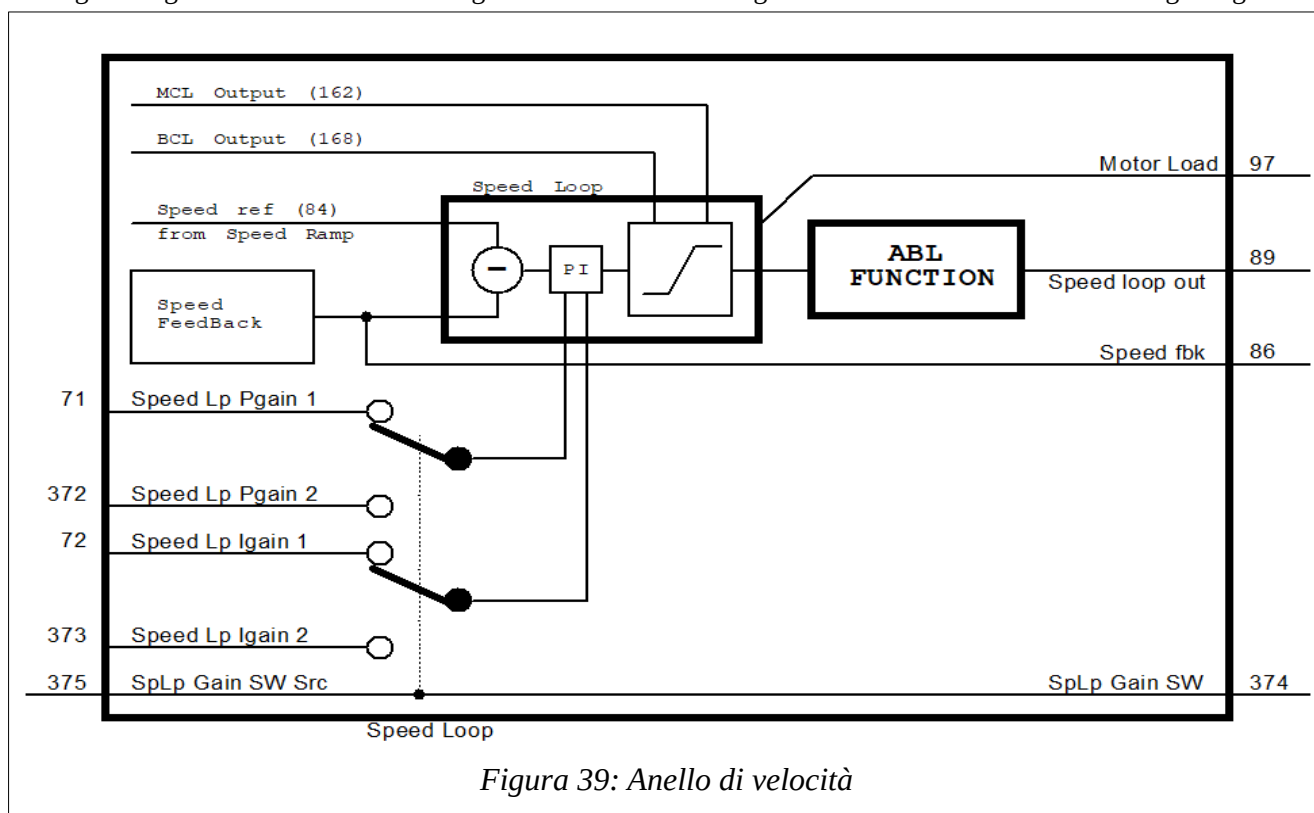 MCL Output (162)
BCL Output (168)
Motor Load 97
Speed Loop
Speed ref (84)
from Speed Ramp
-
PI
ABL
FUNCTION
89
Speed loop out
Speed
FeedBack
Speed fbk 86
71 Speed Lp Pgain 1
372 Speed Lp Pgain 2
72 Speed Lp Igain 1
373 Speed Lp Igain 2
375 SpLp Gain SW Src
SpLp Gain SW 374
Speed Loop
Figura 39: Anello di velocità